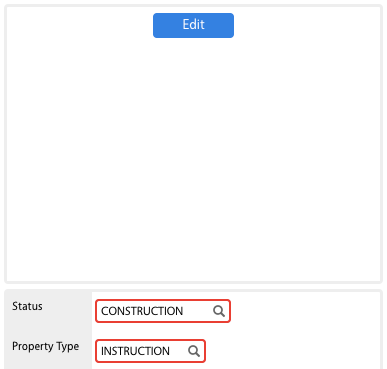 Edit
Status
CONSTRUCTION
Property Type
INSTRUCTION